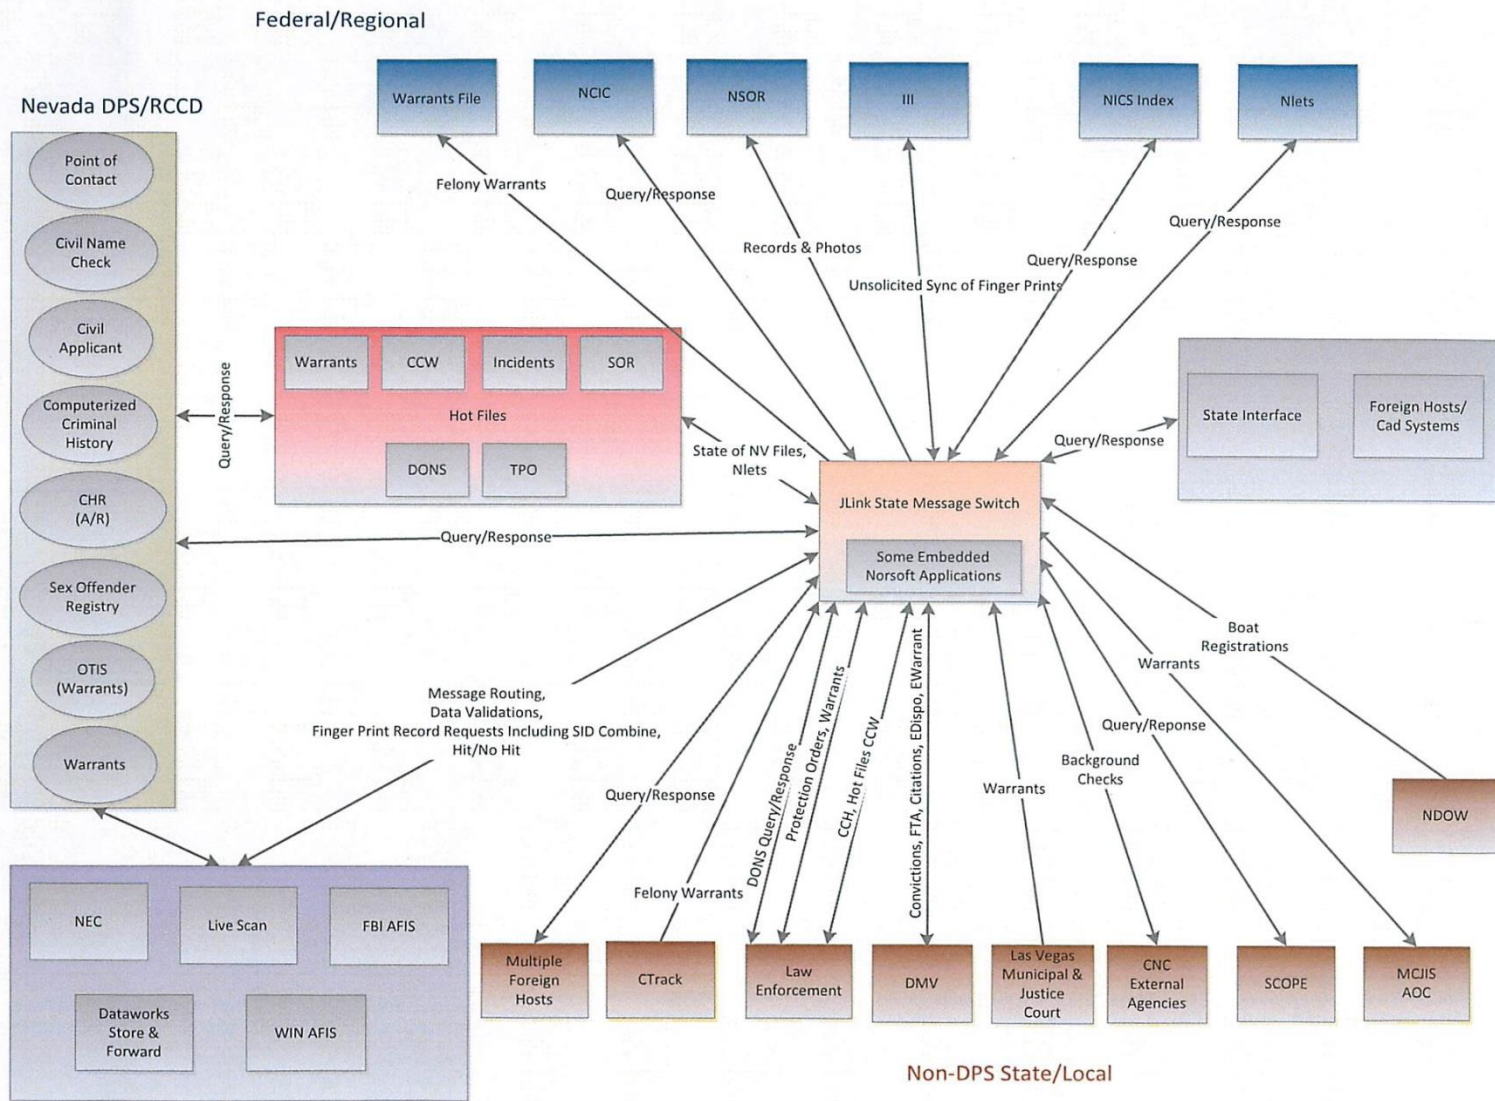 Federal/Regional
Nevada DPS/RCCD
Warrants File
NCIC
NSOR
III
NICS Index
Nlets
Point of
Contact
Civil Name
Check
Civil
Applicant
Computerized
Criminal
History
CHR
(A/R)
Sex Offender
Registry
OTIS
(Warrants)
Warrants
Felony Warrants
Query/Response
Records & Photos
Unsolicited Sync of Finger Prints
Query/Response
Query/Response
Query/Response
Warrants
CCW
Incidents
SOR
Hot Files
DONS
TPO
State of NV Files,
Nlets
Query/Response
State Interface
Foreign Hosts/
Cad Systems
JLink State Message Switch
Some Embedded
Norsoft Applications
Query/Response
Message Routing,
Data Validations,
Finger Print Record Requests Including SID Combine,
Hit/No Hit
Query/Response
Felony Warrants
DONS Query/Response
Protection Orders, Warrants
CCH, Hot Files CCW
Convictions, FTA, Citations, EDispo, EWarrant
Warrants
Background
Checks
Query/Reponse
Warrants
Boat
Registrations
NDOW
NEC
Live Scan
FBI AFIS
Dataworks
Store &
Forward
WIN AFIS
Multiple
Foreign
Hosts
CTrack
Law
Enforcement
DMV
Las Vegas
Municipal &
Justice
Court
CNC
External
Agencies
SCOPE
MCJIS
AOC
Non-DPS State/Local